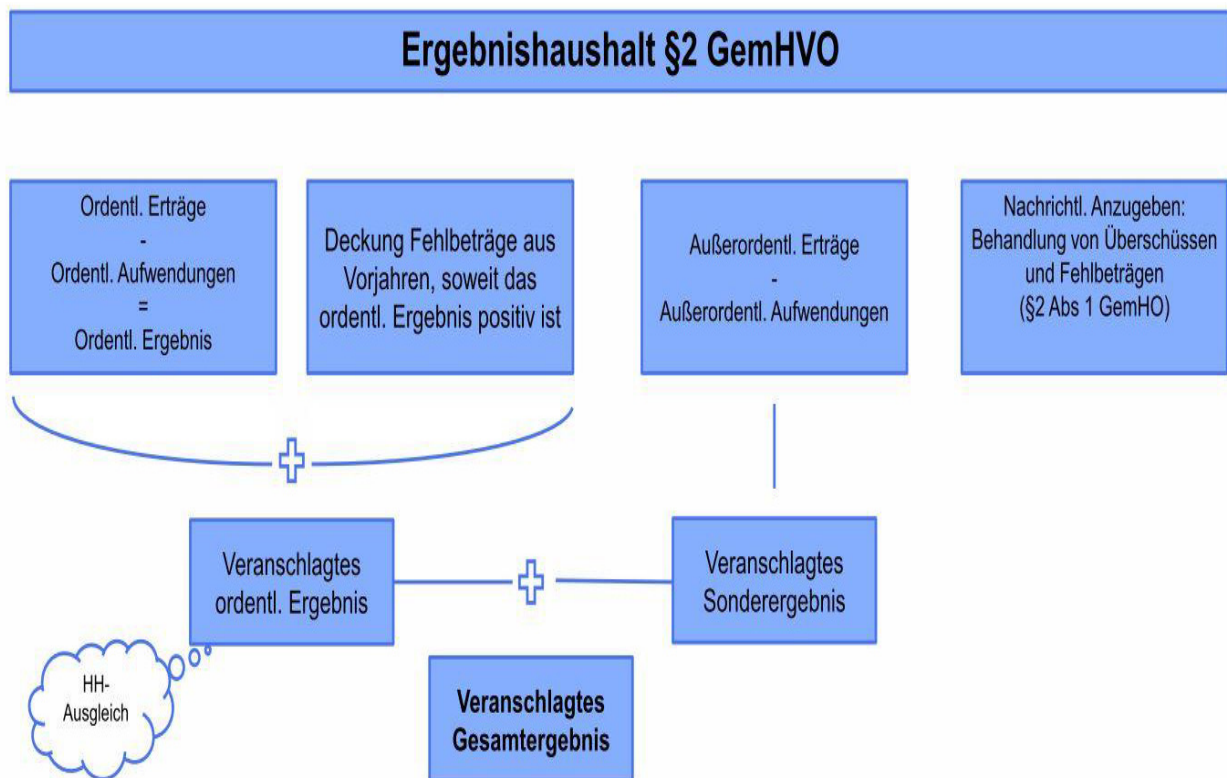 Ergebnishaushalt §2 GemHVO
Ordentl. Erträge
-
Ordentl. Aufwendungen
=
Ordentl. Ergebnis
Deckung Fehlbeträge aus
Vorjahren, soweit das
ordentl. Ergebnis positiv ist
Außerordentl. Erträge
-
Außerordentl. Aufwendungen
Nachrichtl. Anzugeben:
Behandlung von Überschüssen
und Fehlbeträgen
(§2 Abs 1 GemHO)
Veranschlagtes
ordentl. Ergebnis
Veranschlagtes
Sonderergebnis
HH-
Ausgleich
Veranschlagtes
Gesamtergebnis